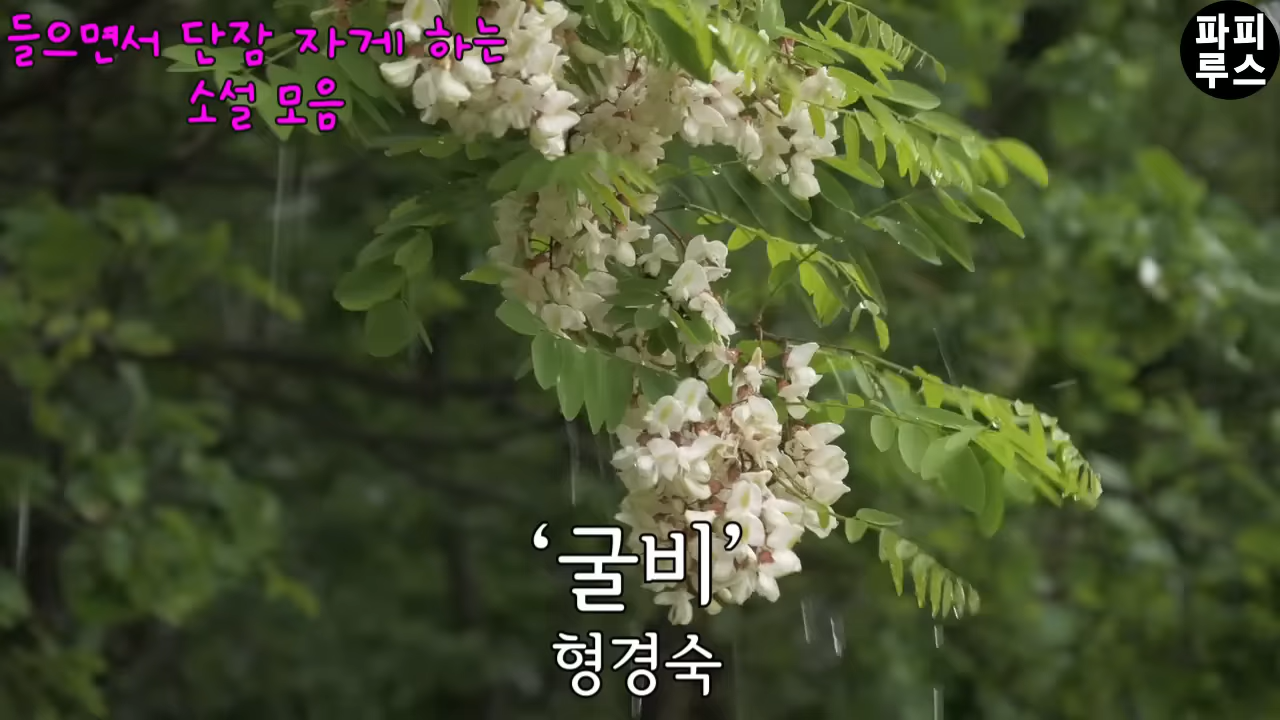 들으면서 단잠 자게 하는
소설 모음
파피
루스
‘굴비’
형경숙